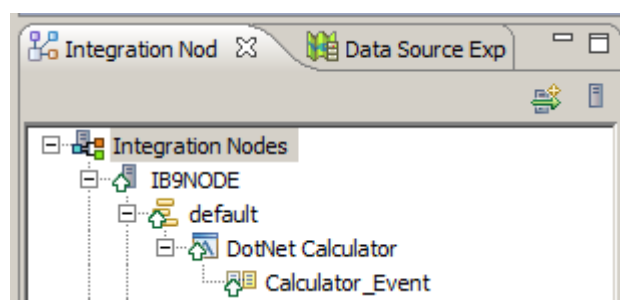 Integration Nod Data Source Exp
Integration Nodes
IB9NODE
default
DotNet Calculator
Calculator_Event